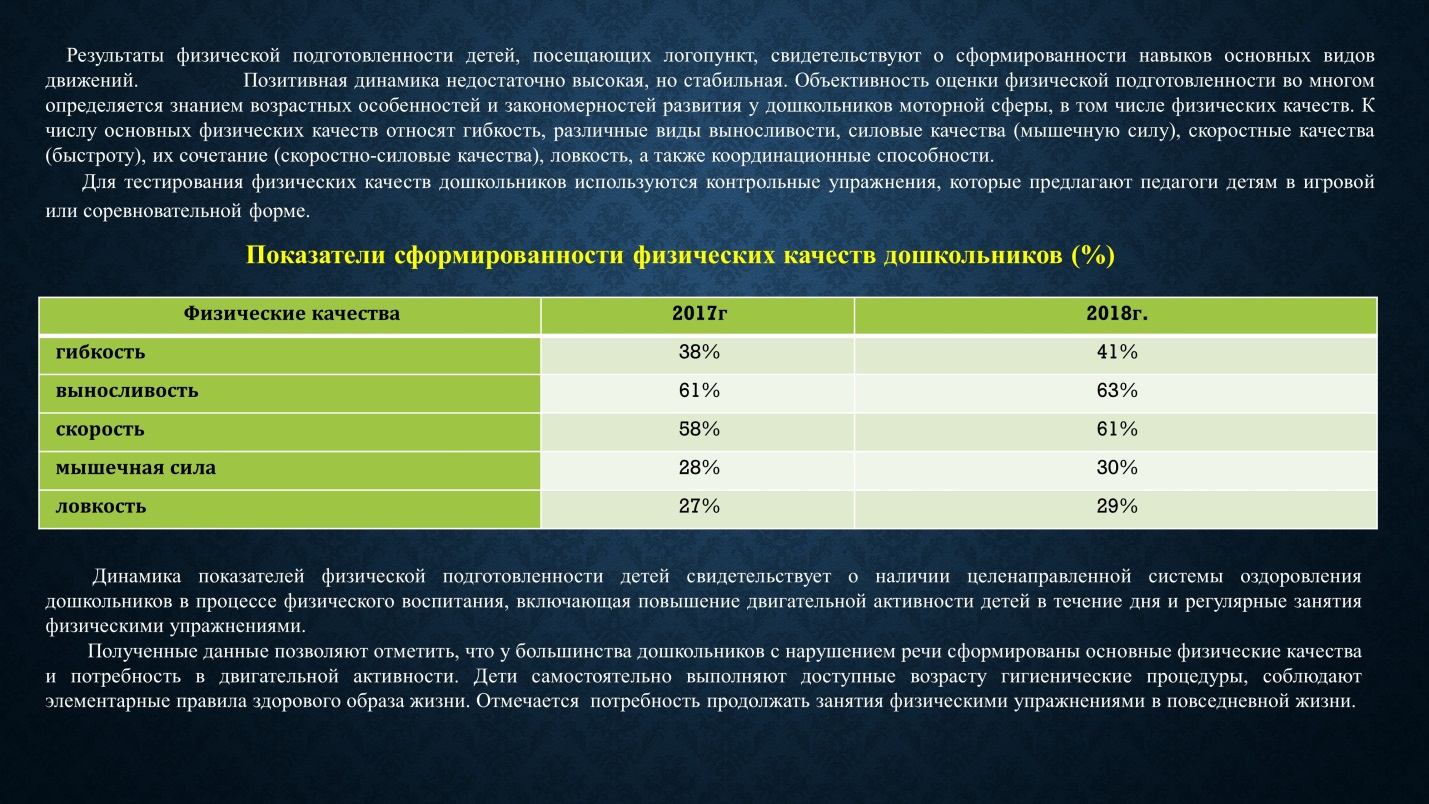 Результаты физической подготовленности детей, посещающих логопункт, свидетельствуют о сформированности навыков основных видов
движений. Позитивная динамика недостаточно высокая, но стабильная. Объективность оценки физической подготовленности во многом
определяется знанием возрастных особенностей и закономерностей развития у дошкольников моторной сферы, в том числе физических качеств. К
числу основных физических качеств относят гибкость, различные виды выносливости, силовые качества (мышечную силу), скоростные качества
(быстроту), их сочетание (скоростно-силовые качества), ловкость, а также координационные способности.
Для тестирования физических качеств дошкольников используются контрольные упражнения, которые предлагают педагоги детям в игровой
или соревновательной форме.
Показатели сформированности физических качеств дошкольников (%)
Физические качества 2017г 2018г.
гибкость 38% 41%
выносливость 61% 63%
скорость 58% 61%
мышечная сила 28% 30%
ловкость 27% 29%
Динамика показателей физической подготовленности детей свидетельствует о наличии целенаправленной системы оздоровления
дошкольников в процессе физического воспитания, включающая повышение двигательной активности детей в течение дня и регулярные занятия
физическими упражнениями.
Полученные данные позволяют отметить, что у большинства дошкольников с нарушением речи сформированы основные физические качества
и потребность в двигательной активности. Дети самостоятельно выполняют доступные возрасту гигиенические процедуры, соблюдают
элементарные правила здорового образа жизни. Отмечается потребность продолжать занятия физическими упражнениями в повседневной жизни.